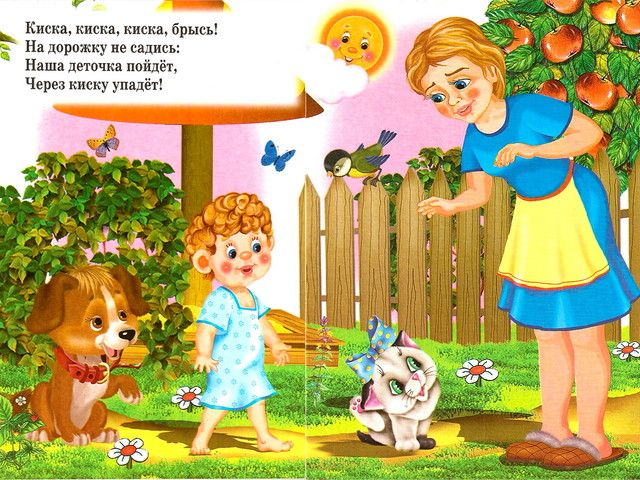 Киска, киска, киска, брысь!
На дорожку не садись:
Наша деточка пойдёт,
Через киску упадёт!